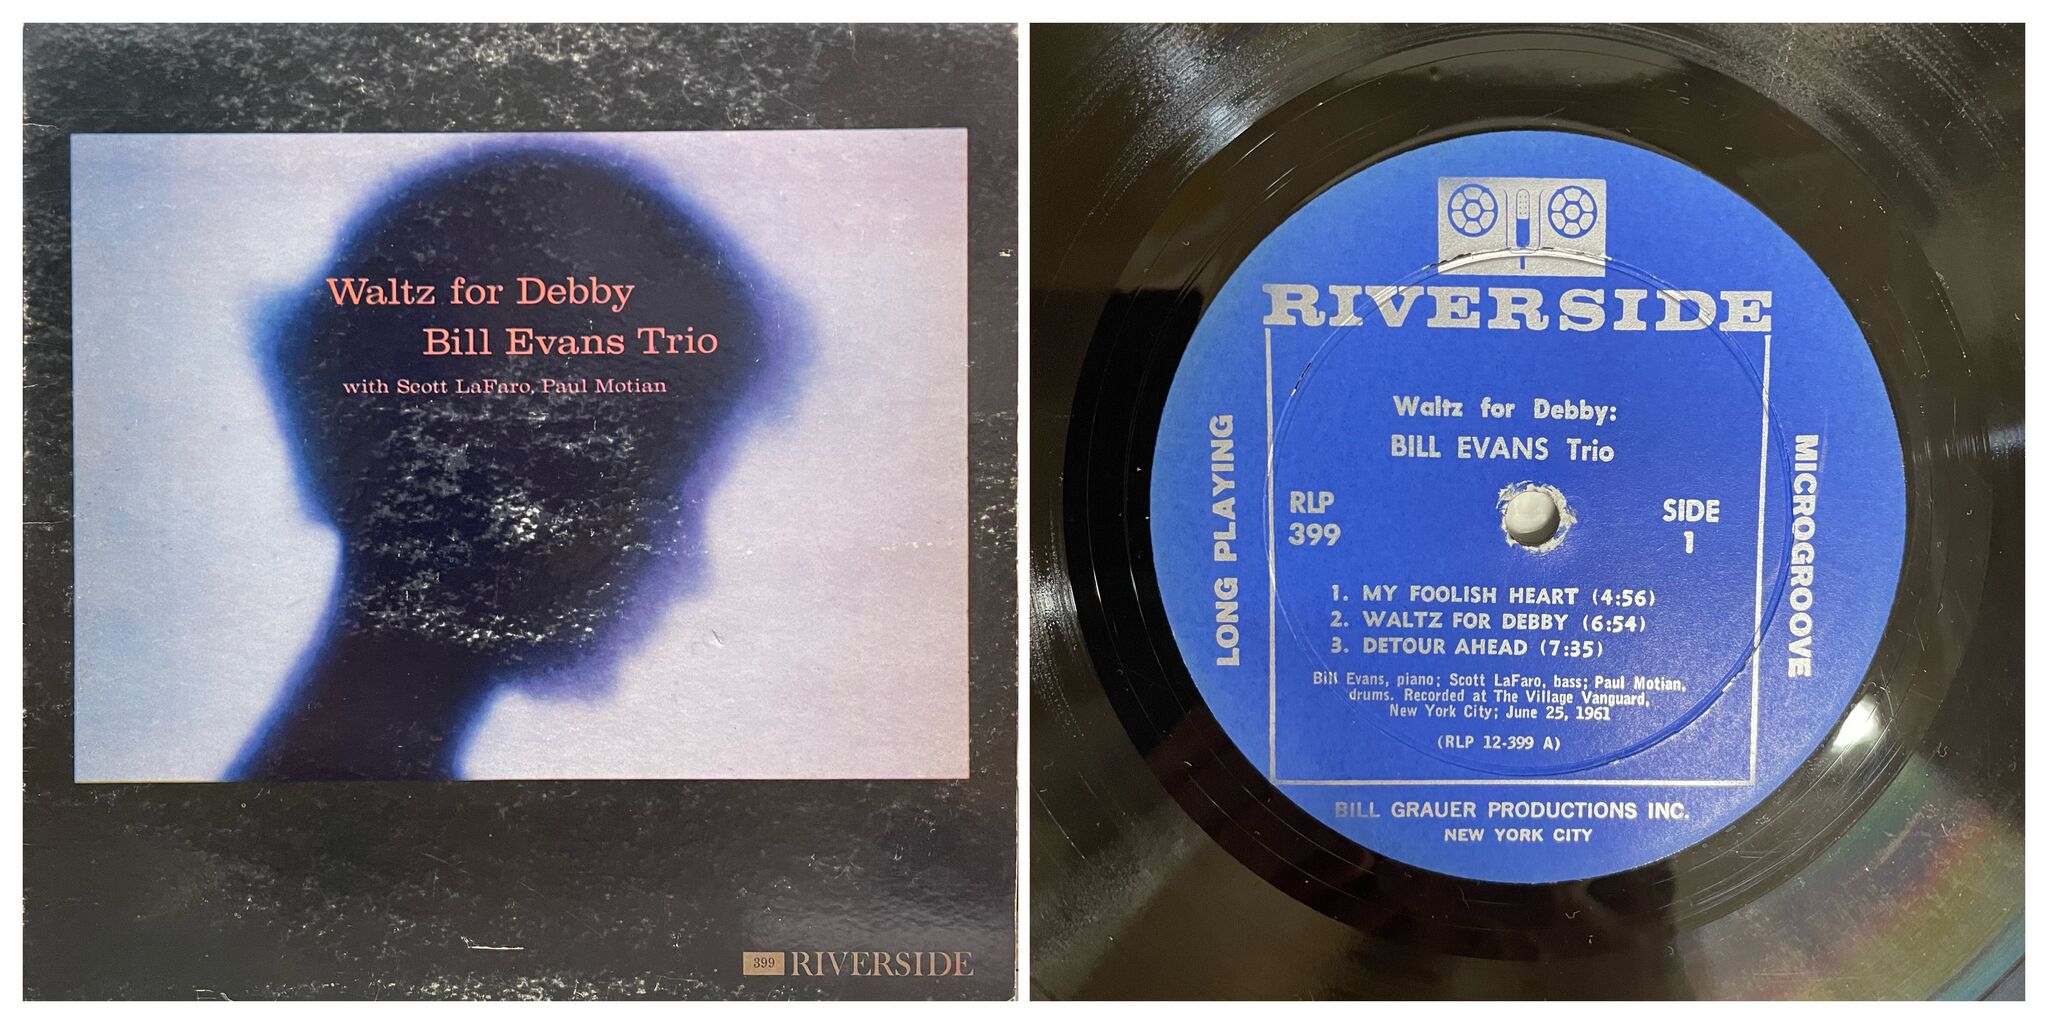 Waltz for Debby
Bill Evans Trio
with Scott LaFaro, Paul Motian
399 RIVERSIDE
RIVERSIDE
Waltz for Debby:
BILL EVANS Trio
RLP
399
SIDE
1
LONG PLAYING
MICROGROOVE
1. MY FOOLISH HEART (4:56)
2. WALTZ FOR DEBBY (6:54)
3. DETOUR AHEAD (7:35)
Bill Evans, piano; Scott LaFaro, bass; Paul Motian,
drums. Recorded at The Village Vanguard,
New York City; June 25, 1961
(RLP 12-399 A)
BILL GRAUER PRODUCTIONS INC.
NEW YORK CITY